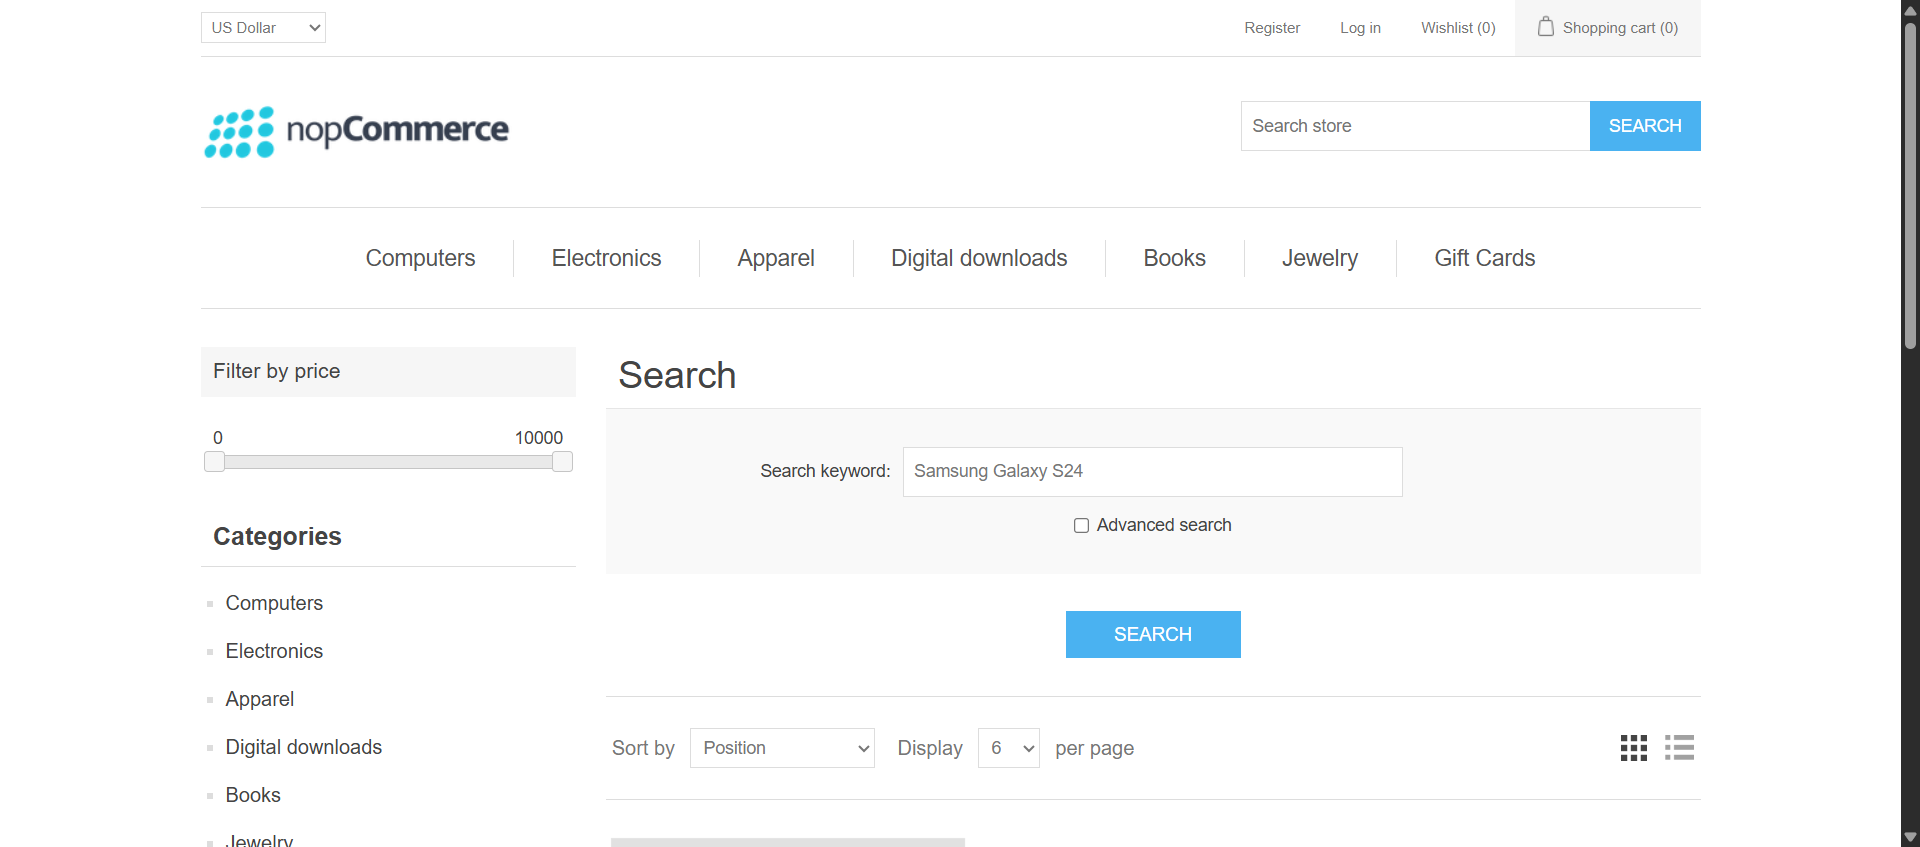 US Dollar
Register
Log in
Wishlist (0)
Shopping cart (0)
nopCommerce
Search store
SEARCH
Computers
Electronics
Apparel
Digital downloads
Books
Jewelry
Gift Cards
Filter by price
0
10000
Categories
Computers
Electronics
Apparel
Digital downloads
Books
Jewelry
Search
Search keyword:
Samsung Galaxy S24
Advanced search
SEARCH
Sort by
Position
Display
6
per page